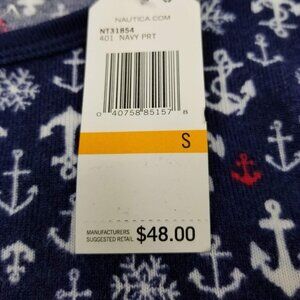 NAUTICA.COM
NT31854
401 NAVY PRT
0 40758 85157 8
S
MANUFACTURERS
SUGGESTED RETAIL $48.00